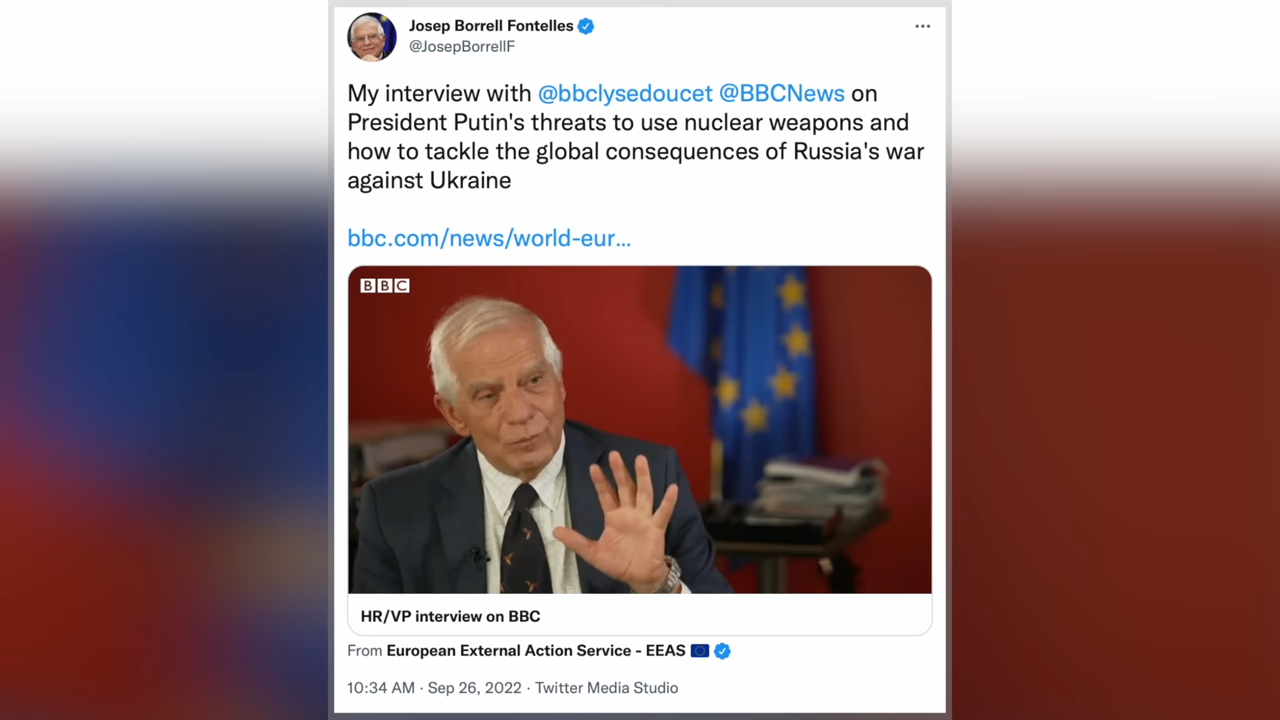 Josep Borrell Fontelles
@JosepBorrellF
My interview with @bbclysedoucet @BBCNews on
President Putin's threats to use nuclear weapons and
how to tackle the global consequences of Russia's war
against Ukraine
bbc.com/news/world-eur...
BBC
HR/VP interview on BBC
From European External Action Service - EEAS 🇪🇺
10:34 AM · Sep 26, 2022 · Twitter Media Studio